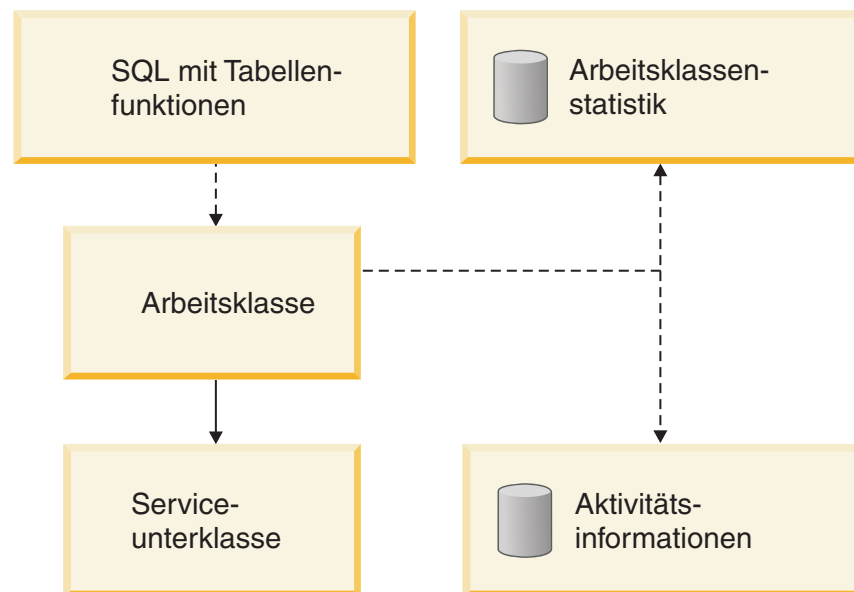 SQL mit Tabellen-
funktionen
Arbeitsklassen-
statistik
Arbeitsklasse
Service-
unterklasse
Aktivitäts-
informationen